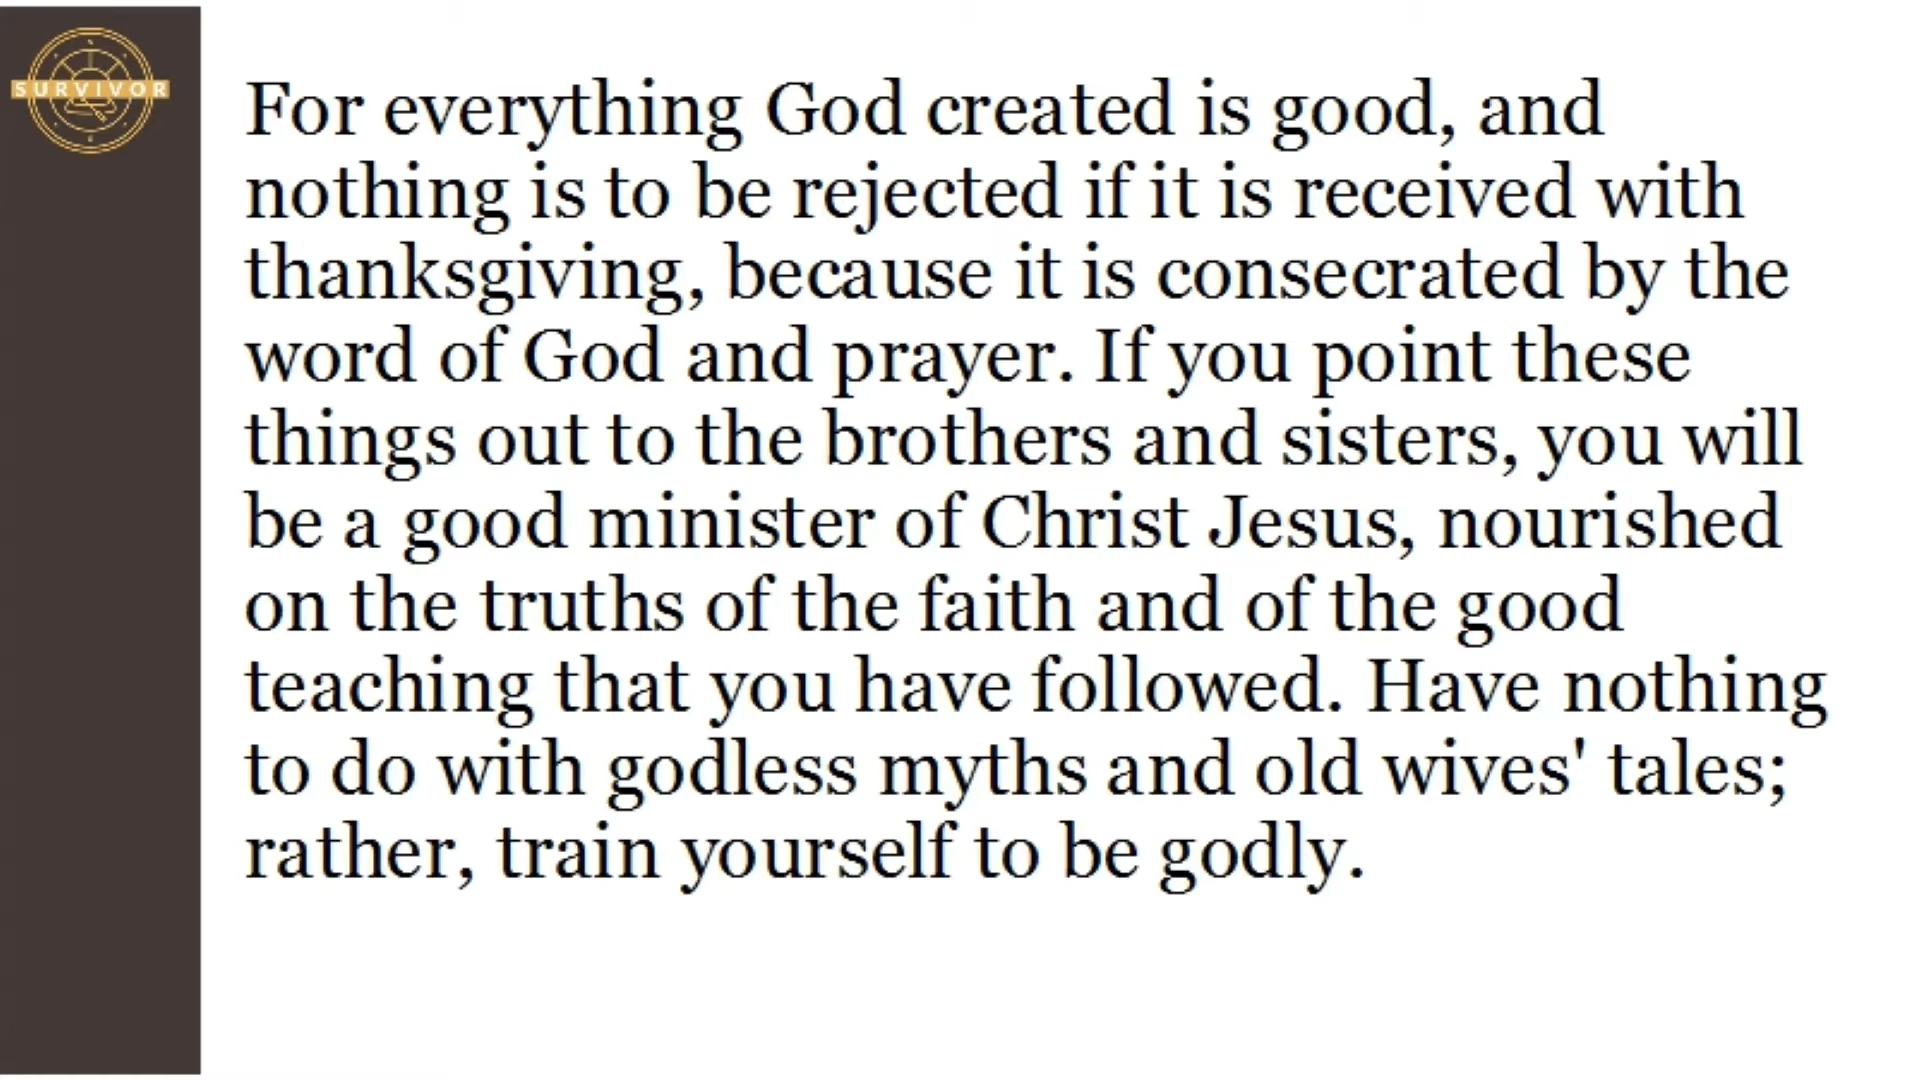 SURVIVOR
For everything God created is good, and
nothing is to be rejected if it is received with
thanksgiving, because it is consecrated by the
word of God and prayer. If you point these
things out to the brothers and sisters, you will
be a good minister of Christ Jesus, nourished
on the truths of the faith and of the good
teaching that you have followed. Have nothing
to do with godless myths and old wives' tales;
rather, train yourself to be godly.